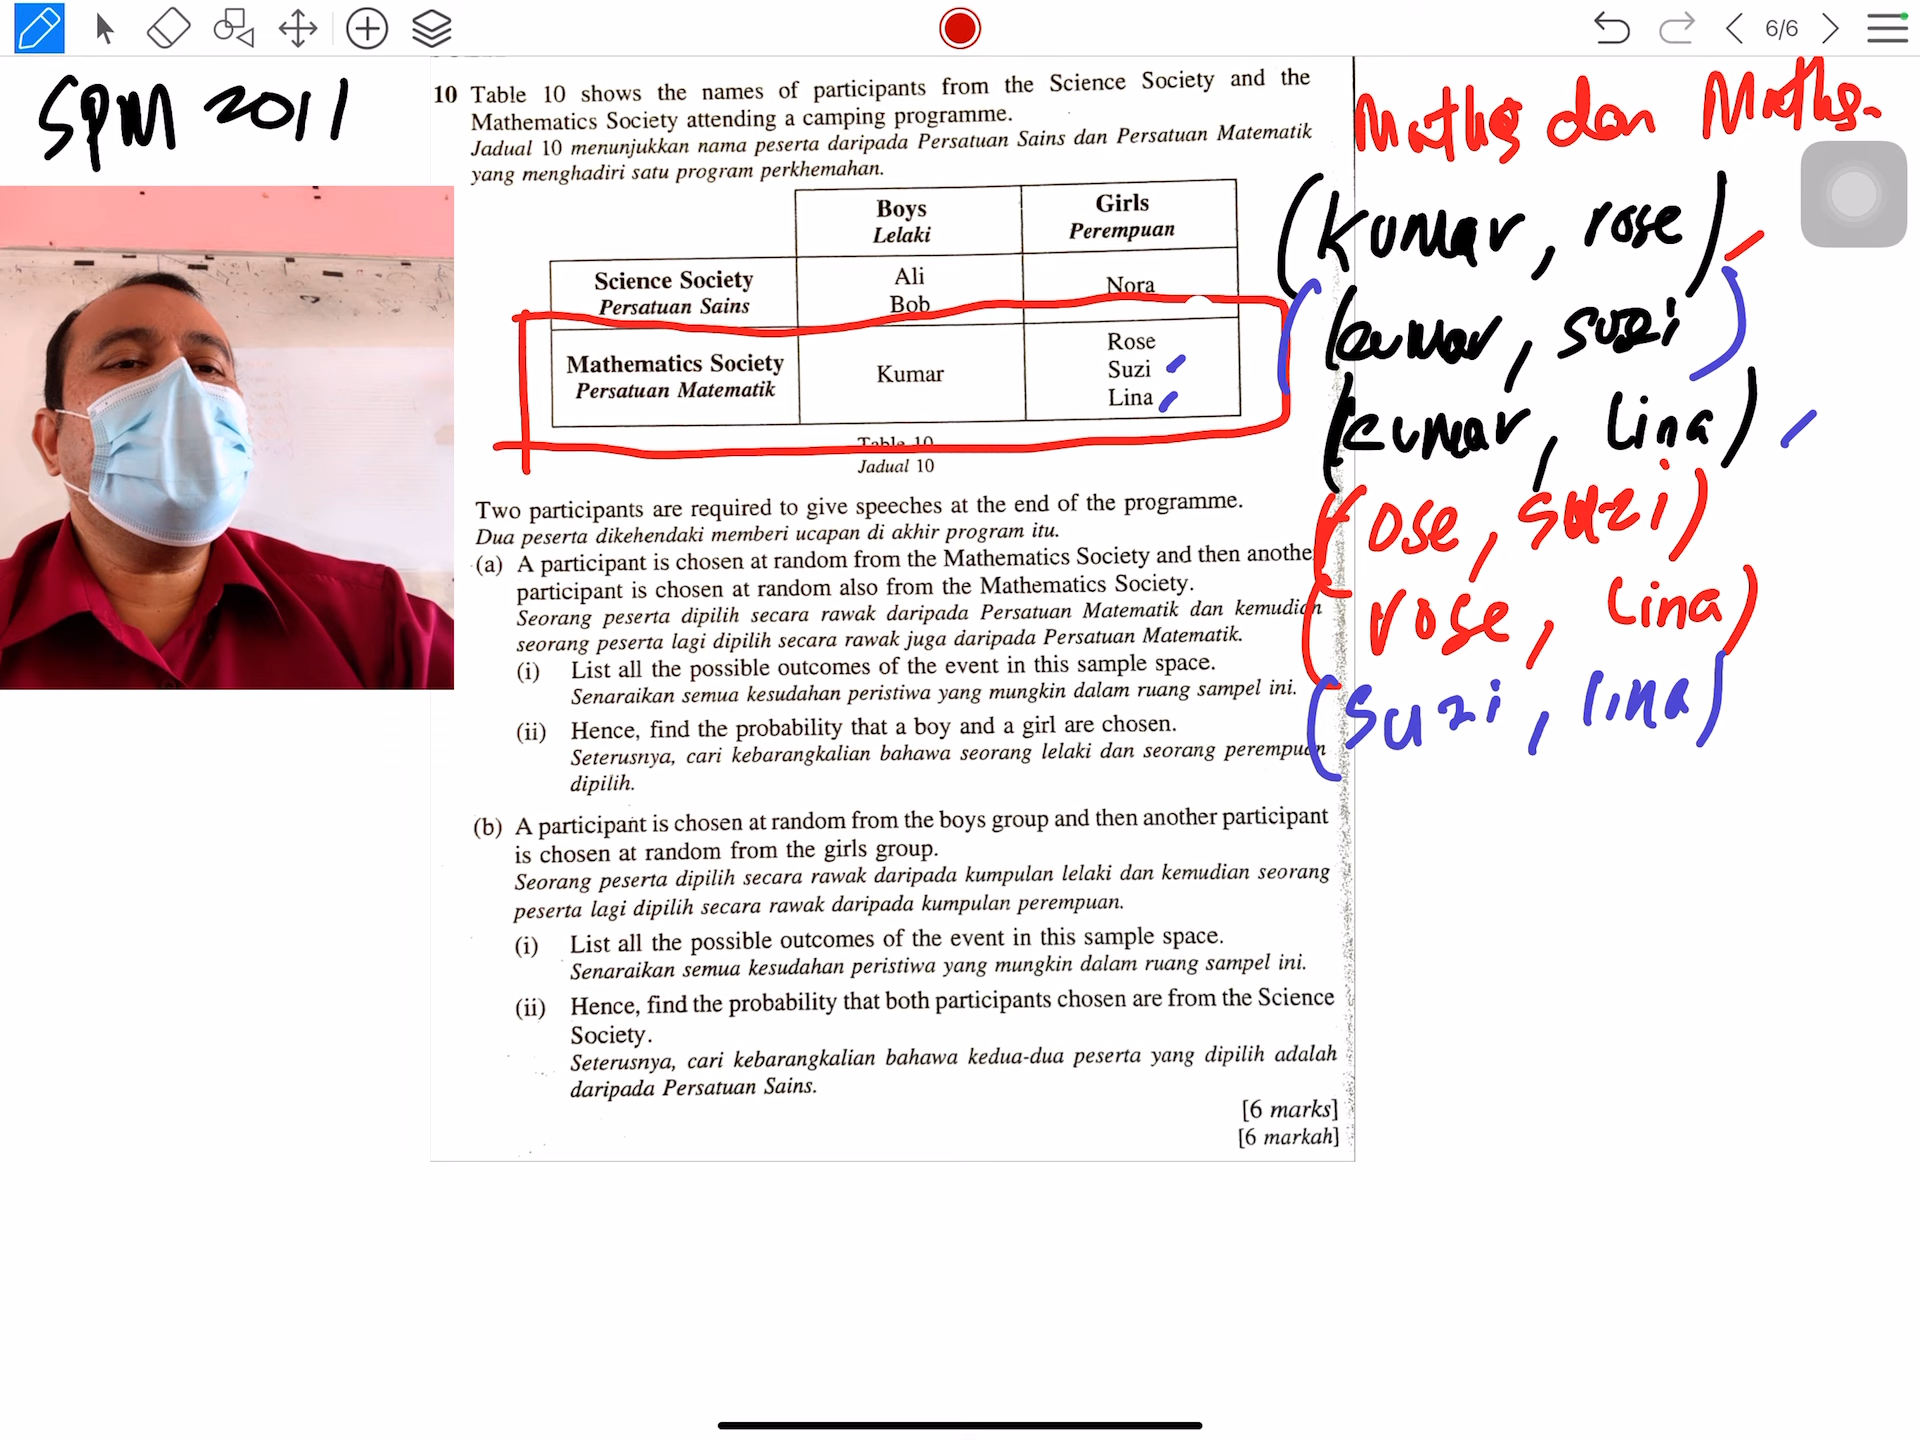 6/6
SPM 2011
10 Table 10 shows the names of participants from the Science Society and the
Mathematics Society attending a camping programme.
Jadual 10 menunjukkan nama peserta daripada Persatuan Sains dan Persatuan Matematik
yang menghadiri satu program perkhemahan.
Boys Girls
Lelaki Perempuan
Science Society Ali Nora
Persatuan Sains Bob
Mathematics Society Kumar Rose
Persatuan Matematik Suzi
Lina
Table 10
Jadual 10
Two participants are required to give speeches at the end of the programme.
Dua peserta dikehendaki memberi ucapan di akhir program itu.
(a) A participant is chosen at random from the Mathematics Society and then anothe
participant is chosen at random also from the Mathematics Society.
Seorang peserta dipilih secara rawak daripada Persatuan Matematik dan kemudian
seorang peserta lagi dipilih secara rawak juga daripada Persatuan Matematik.
(i) List all the possible outcomes of the event in this sample space.
Senaraikan semua kesudahan peristiwa yang mungkin dalam ruang sampel ini.
(ii) Hence, find the probability that a boy and a girl are chosen.
Seterusnya, cari kebarangkalian bahawa seorang lelaki dan seorang perempuan
dipilih.
(b) A participant is chosen at random from the boys group and then another participant
is chosen at random from the girls group.
Seorang peserta dipilih secara rawak daripada kumpulan lelaki dan kemudian seorang
peserta lagi dipilih secara rawak daripada kumpulan perempuan.
(i) List all the possible outcomes of the event in this sample space.
Senaraikan semua kesudahan peristiwa yang mungkin dalam ruang sampel ini.
(ii) Hence, find the probability that both participants chosen are from the Science
Society.
Seterusnya, cari kebarangkalian bahawa kedua-dua peserta yang dipilih adalah
daripada Persatuan Sains.
[6 marks]
[6 markah]
Maths dan Maths.
(Kumar, rose)
(kumar, suzi)
(kumar, Lina)
(rose, suzi)
(rose, Lina)
(suzi, lina)